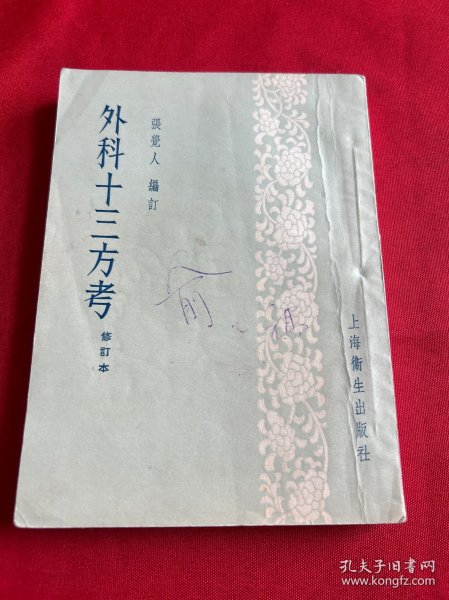 外科十三方考
修訂本
張覺人 編訂
上海衛生出版社
孔夫子旧书网
www.kongfz.com